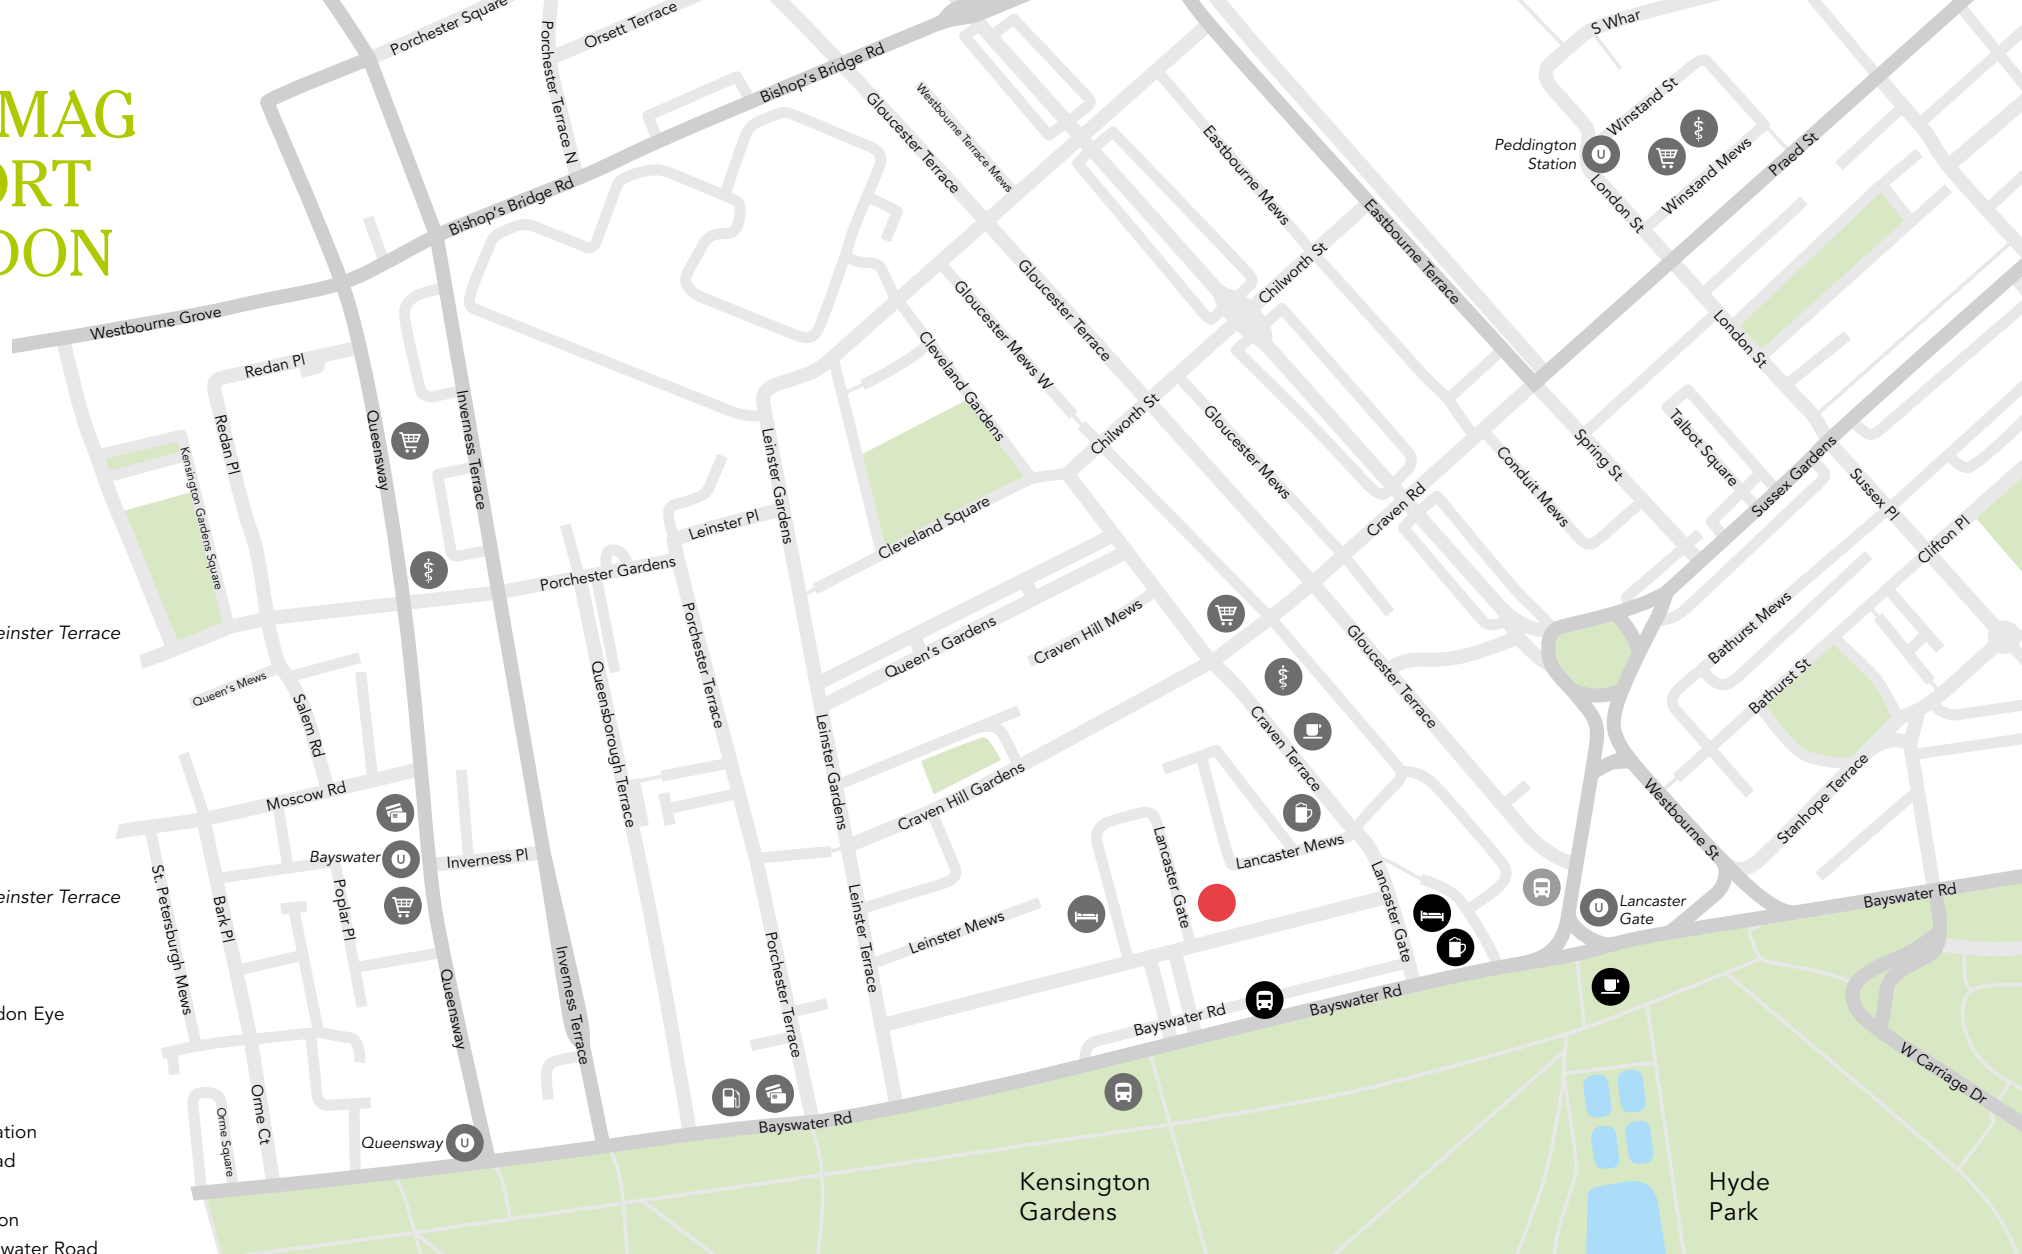 MAG
ORT
DON
einster Terrace
einster Terrace
don Eye
ation
ad
on
water Road
Porchester Square
Porchester Terrace N
Orsett Terrace
Bishop's Bridge Rd
Bishop's Bridge Rd
Gloucester Terrace
Westbourne Terrace Mews
Eastbourne Mews
Eastbourne Terrace
Chilworth St
S Whar
Winstand St
Peddington
Station
U
Winstand Mews
London St
Praed St
Westbourne Grove
Redan Pl
Redan Pl
Kensington Gardens Square
Queensway
Inverness Terrace
Gloucester Mews W
Gloucester Terrace
Cleveland Gardens
Chilworth St
Gloucester Mews
Leinster Gardens
Leinster Pl
Cleveland Square
Porchester Gardens
Craven Rd
Conduit Mews
Spring St
Talbot Square
London St
Sussex Gardens
Sussex Pl
Clifton Pl
Bathurst Mews
Bathurst St
Stanhope Terrace
Queen's Gardens
Craven Hill Mews
Porchester Terrace
Queensborough Terrace
Queen's Mews
Salem Rd
Moscow Rd
Leinster Gardens
Craven Hill Gardens
Craven Terrace
Gloucester Terrace
Westbourne St
Bayswater
U
Inverness Pl
St. Petersburgh Mews
Bark Pl
Poplar Pl
Lancaster Gate
Lancaster Mews
Lancaster Gate
Leinster Mews
Leinster Terrace
U
Lancaster
Gate
Bayswater Rd
Queensway
Inverness Terrace
Porchester Terrace
Bayswater Rd
Bayswater Rd
W Carriage Dr
Orme Ct
Orme Square
Queensway
U
Bayswater Rd
Kensington
Gardens
Hyde
Park